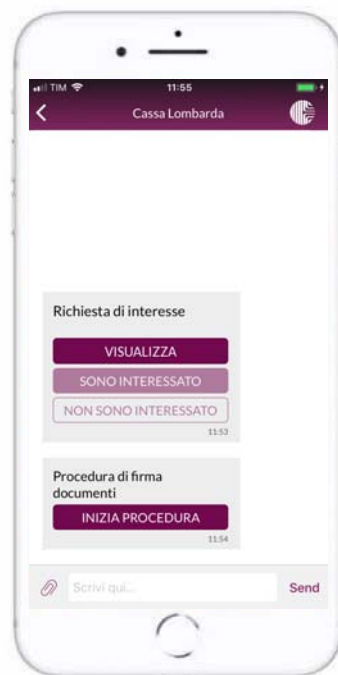 TIM 11:55
Cassa Lombarda
Richiesta di interesse
VISUALIZZA
SONO INTERESSATO
NON SONO INTERESSATO
11:53
Procedura di firma
documenti
INIZIA PROCEDURA
11:54
Scrivi qui... Send